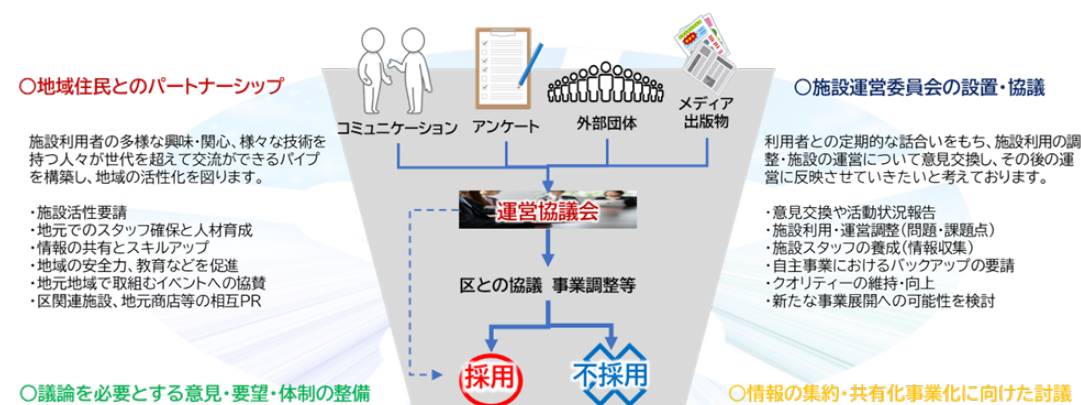 ○地域住民とのパートナーシップ
施設利用者の多様な興味・関心、様々な技術を
持つ人々が世代を超えて交流ができるパイプ
を構築し、地域の活性化を図ります。
・施設活性要請
・地元でのスタッフ確保と人材育成
・情報の共有とスキルアップ
・地域の安全力、教育などを促進
・地元地域で取組むイベントへの協賛
・区関連施設、地元商店等の相互PR
○議論を必要とする意見・要望・体制の整備
コミュニケーション
アンケート
外部団体
メディア
出版物
運営協議会
区との協議 事業調整等
採用
不採用
○施設運営委員会の設置・協議
利用者との定期的な話合いをもち、施設利用の調
整・施設の運営について意見交換し、その後の運
営に反映させていきたいと考えております。
・意見交換や活動状況報告
・施設利用・運営調整(問題・課題点)
・施設スタッフの養成(情報収集)
・自主事業におけるバックアップの要請
・クオリティーの維持・向上
・新たな事業展開への可能性を検討
○情報の集約・共有化事業化に向けた討議